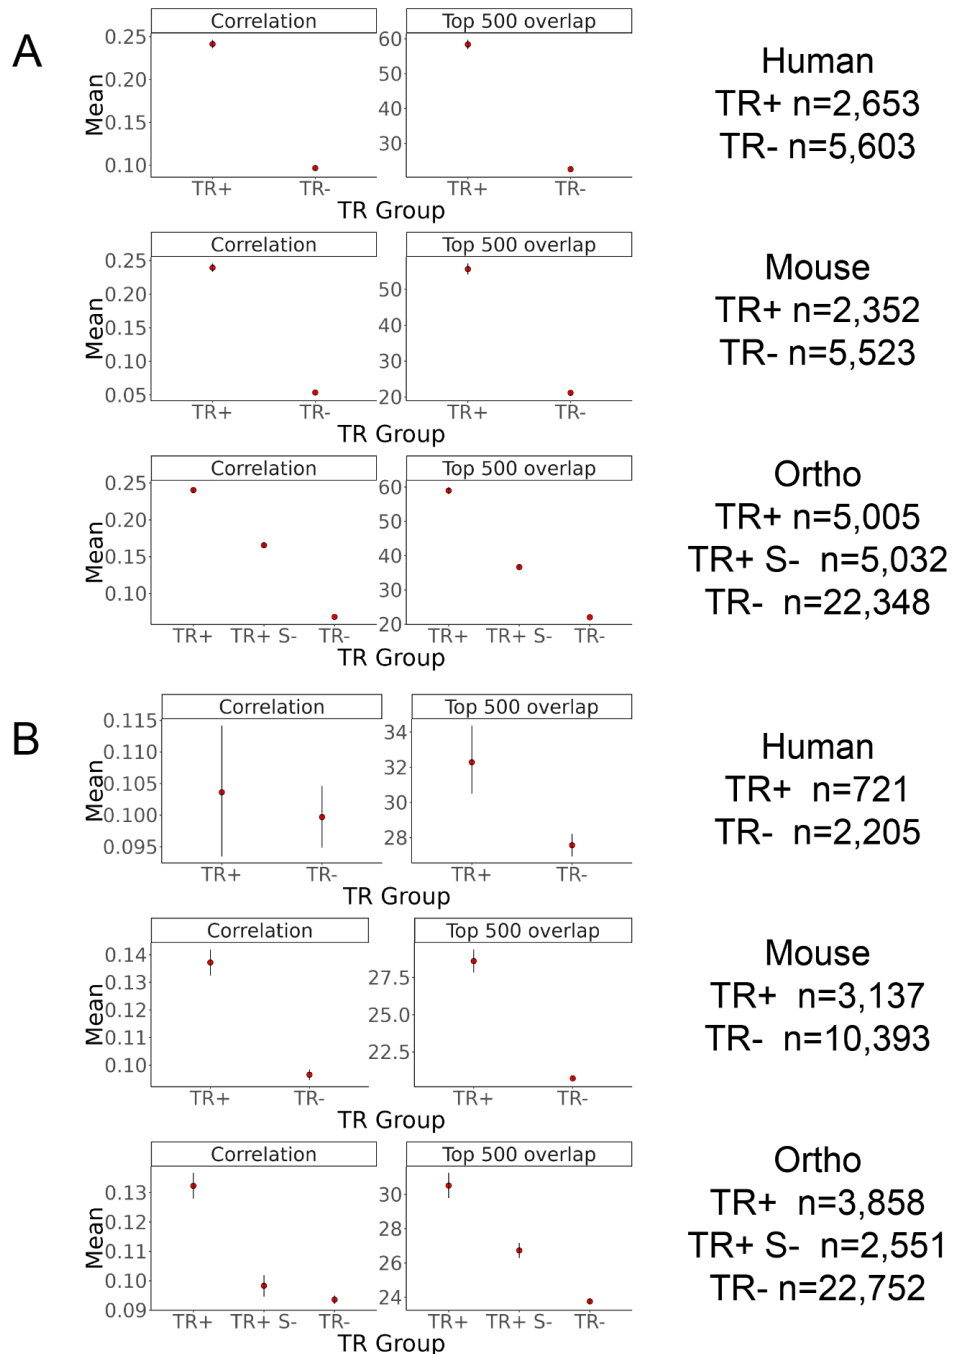 A
Correlation
Top 500 overlap
Mean
0.25
0.20
0.15
0.10
60
40
20
TR+
TR-
TR+
TR-
TR Group
Human
TR+ n=2,653
TR- n=5,603
Correlation
Top 500 overlap
Mean
0.25
0.20
0.15
0.10
0.05
50
40
30
20
TR+
TR-
TR+
TR-
TR Group
Mouse
TR+ n=2,352
TR- n=5,523
Correlation
Top 500 overlap
Mean
0.25
0.20
0.15
0.10
60
50
40
30
20
TR+
TR+ S-
TR-
TR+
TR+ S-
TR-
TR Group
Ortho
TR+ n=5,005
TR+ S- n=5,032
TR- n=22,348
B
Correlation
Top 500 overlap
Mean
0.115
0.110
0.105
0.100
0.095
34
32
30
28
TR+
TR-
TR+
TR-
TR Group
Human
TR+ n=721
TR- n=2,205
Correlation
Top 500 overlap
Mean
0.14
0.13
0.12
0.11
0.10
27.5
25.0
22.5
TR+
TR-
TR+
TR-
TR Group
Mouse
TR+ n=3,137
TR- n=10,393
Correlation
Top 500 overlap
Mean
0.13
0.12
0.11
0.10
0.09
30
28
26
24
TR+
TR+ S-
TR-
TR+
TR+ S-
TR-
TR Group
Ortho
TR+ n=3,858
TR+ S- n=2,551
TR- n=22,752